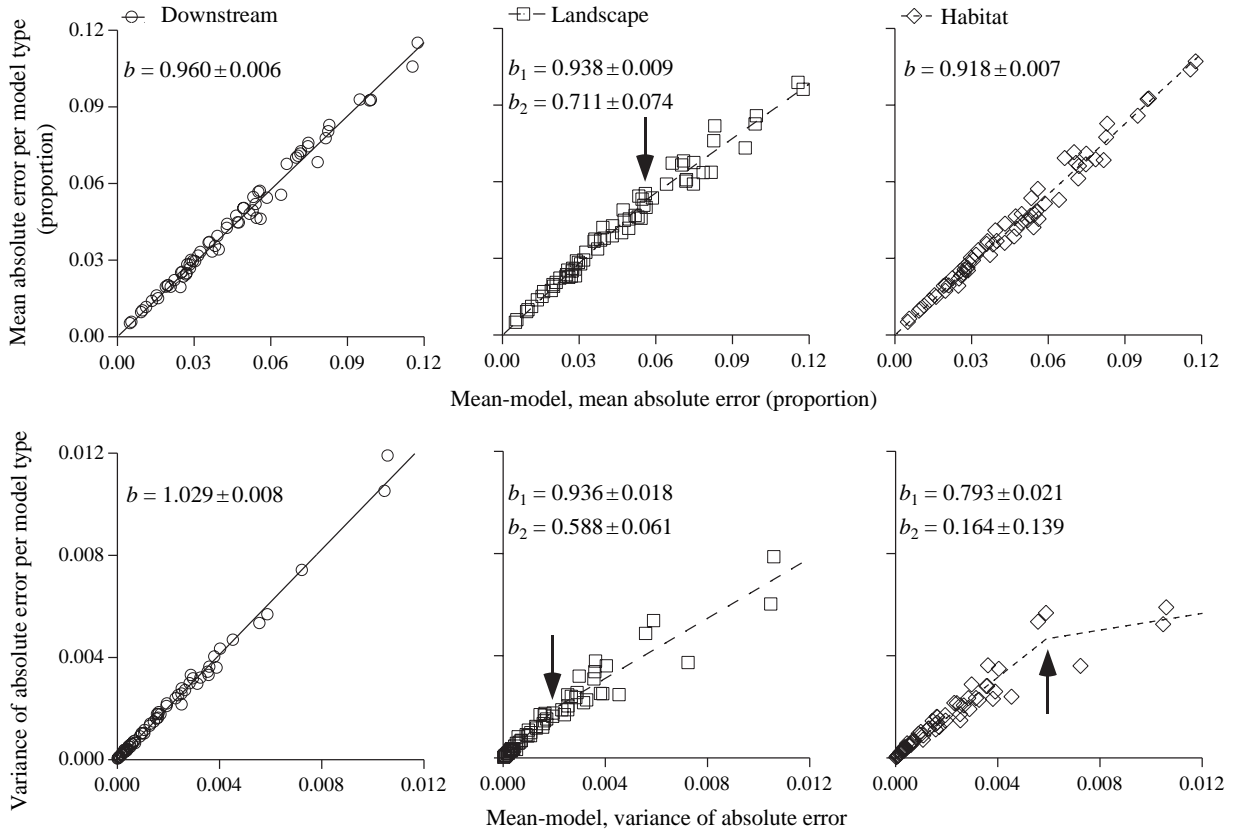 Downstream
Landscape
Habitat
Mean absolute error per model type
(proportion)
0.12
0.09
0.06
0.03
0.00
b = 0.960±0.006
b1 = 0.938±0.009
b2 = 0.711±0.074
b = 0.918±0.007
0.00 0.03 0.06 0.09 0.12
0.00 0.03 0.06 0.09 0.12
0.00 0.03 0.06 0.09 0.12
Mean-model, mean absolute error (proportion)
Variance of absolute error per model type
0.012
0.008
0.004
0.000
b = 1.029±0.008
b1 = 0.936±0.018
b2 = 0.588±0.061
b1 = 0.793±0.021
b2 = 0.164±0.139
0.000 0.004 0.008 0.012
0.000 0.004 0.008 0.012
0.000 0.004 0.008 0.012
Mean-model, variance of absolute error